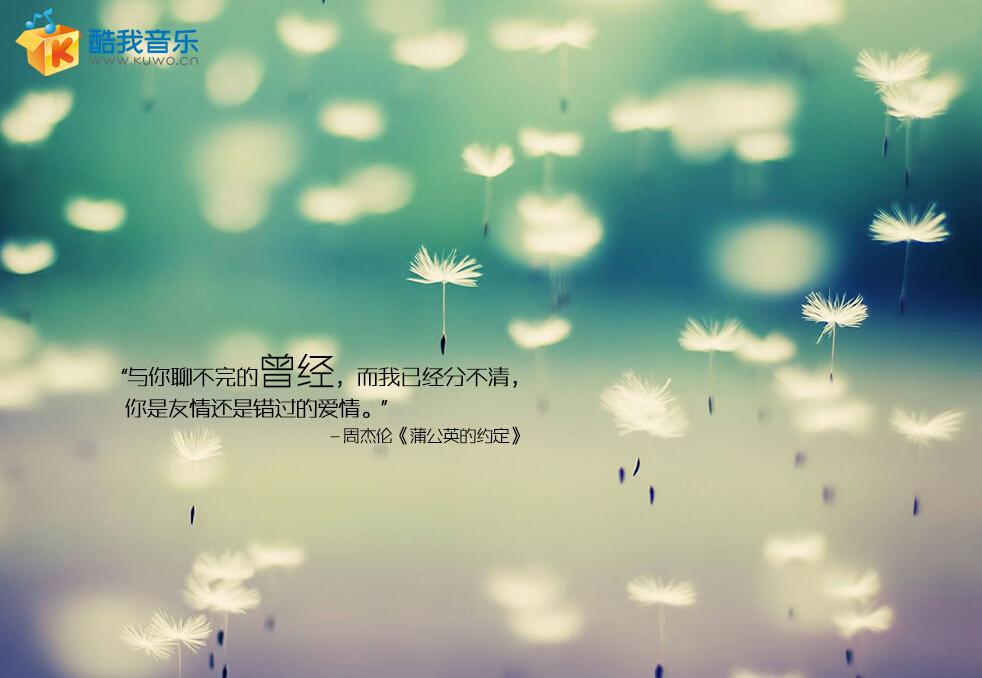 酷我音乐
www.kuwo.cn
“与你聊不完的曾经，而我已经分不清，
你是友情还是错过的爱情。”
–周杰伦《蒲公英的约定》